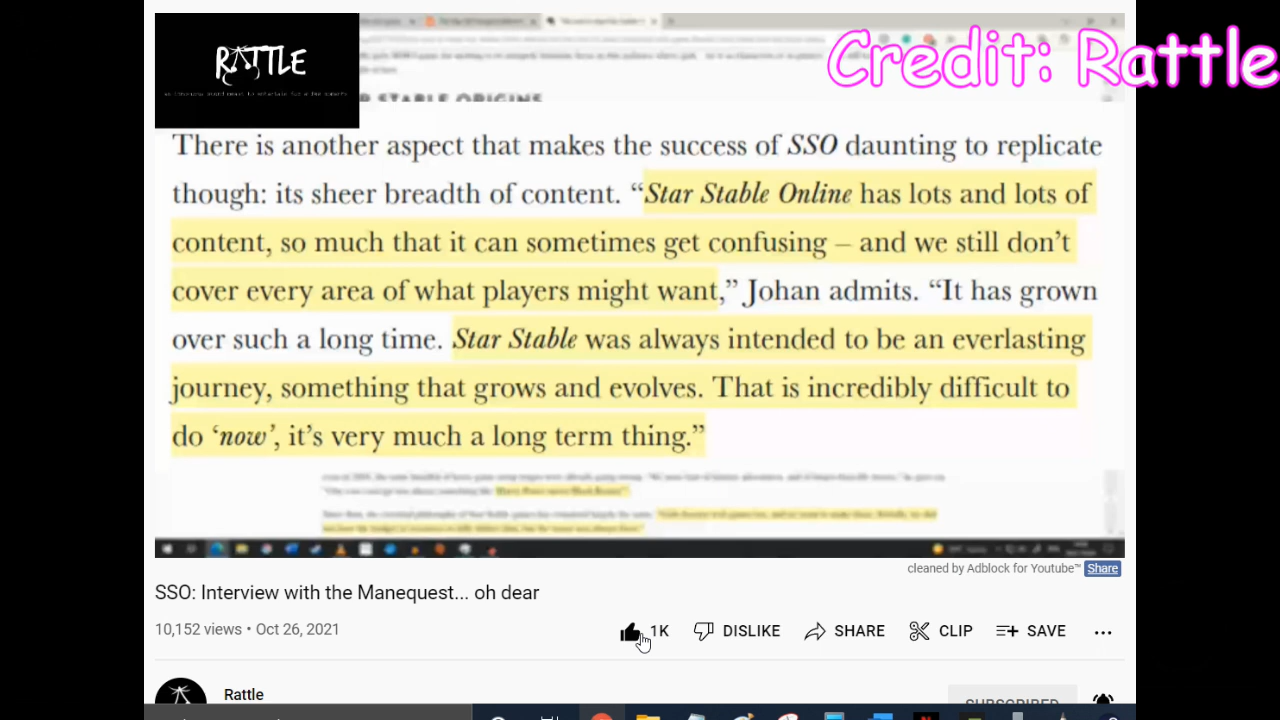 RATTLE
Credit: Rattle
STABLE ORIGINS
There is another aspect that makes the success of SSO daunting to replicate
though: its sheer breadth of content. “Star Stable Online has lots and lots of
content, so much that it can sometimes get confusing – and we still don’t
cover every area of what players might want,” Johan admits. “It has grown
over such a long time. Star Stable was always intended to be an everlasting
journey, something that grows and evolves. That is incredibly difficult to
do ‘now’, it’s very much a long term thing.”
cleaned by Adblock for Youtube™ Share
SSO: Interview with the Manequest... oh dear
10,152 views • Oct 26, 2021
1K DISLIKE SHARE CLIP SAVE
Rattle
SUBSCRIBED